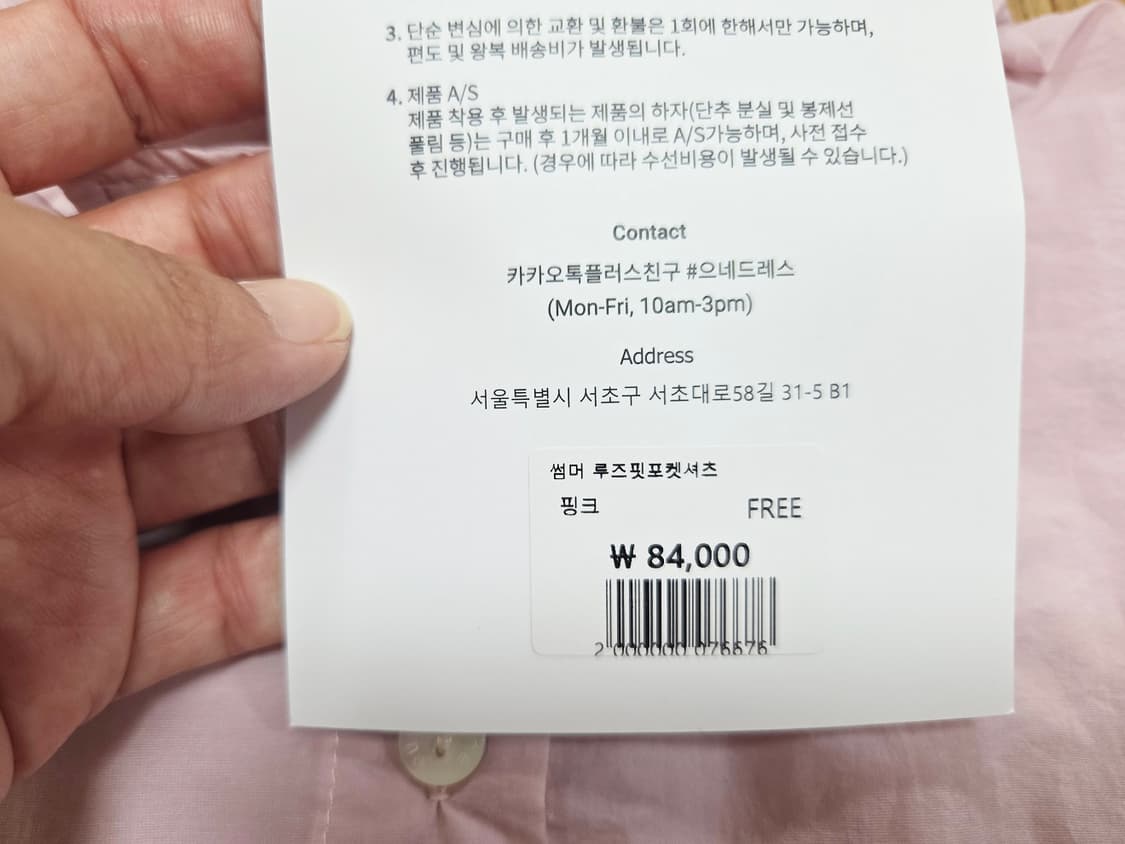 3. 단순 변심에 의한 교환 및 환불은 1회에 한해서만 가능하며,
편도 및 왕복 배송비가 발생됩니다.
4. 제품 A/S
제품 착용 후 발생되는 제품의 하자(단추 분실 및 봉제선
풀림 등)는 구매 후 1개월 이내로 A/S가능하며, 사전 접수
후 진행됩니다. (경우에 따라 수선비용이 발생될 수 있습니다.)
Contact
카카오톡플러스친구 #으네드레스
(Mon-Fri, 10am-3pm)
Address
서울특별시 서초구 서초대로58길 31-5 B1
썸머 루즈핏포켓셔츠
핑크 FREE
₩ 84,000
2 000000 076676